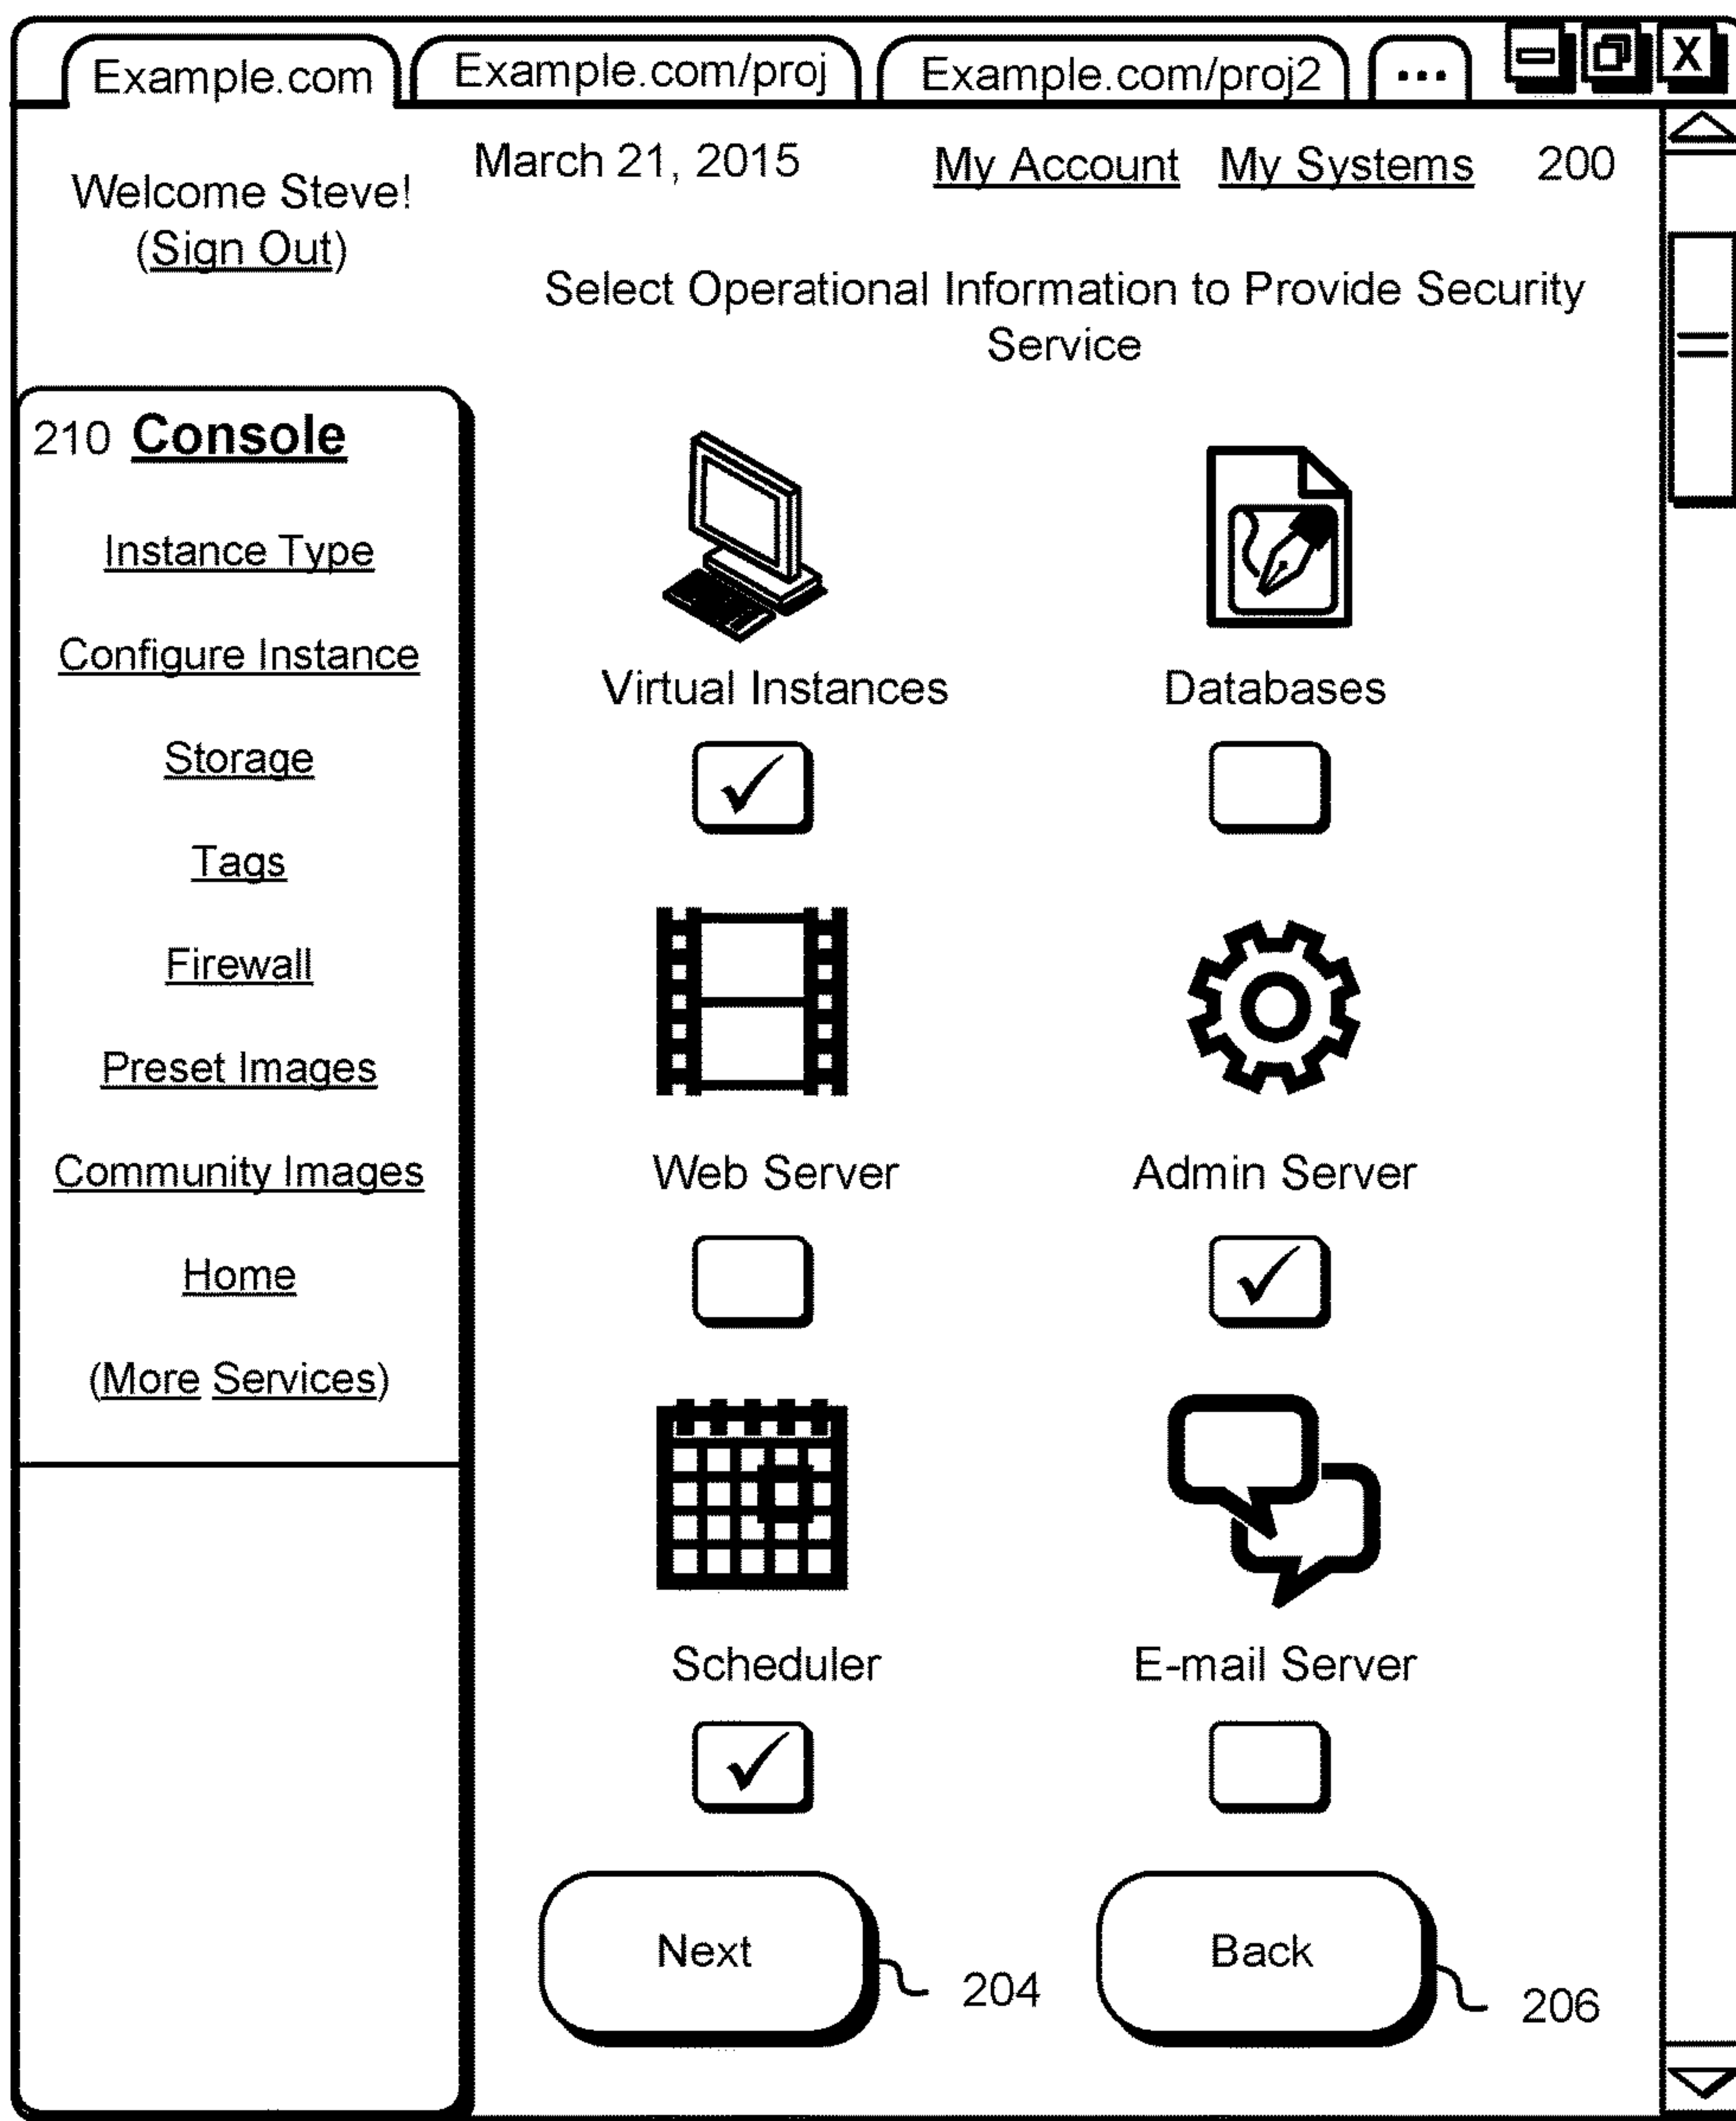 Example.com
Example.com/proj
Example.com/proj2
...
X
Welcome Steve!
(Sign Out)
March 21, 2015
My Account
My Systems
200
Select Operational Information to Provide Security
Service
210 Console
Instance Type
Configure Instance
Storage
Tags
Firewall
Preset Images
Community Images
Home
(More Services)
Virtual Instances
Databases
Web Server
Admin Server
Scheduler
E-mail Server
Next
204
Back
206